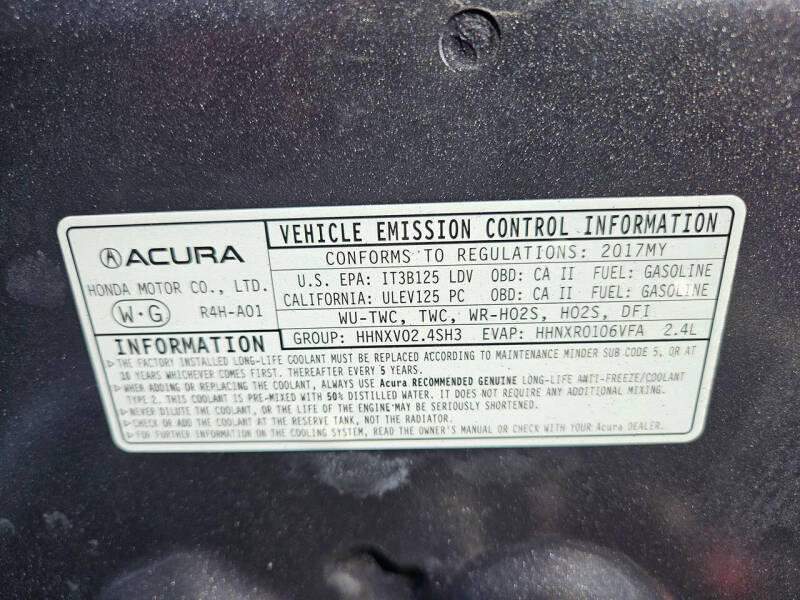 ACURA
HONDA MOTOR CO., LTD.
W·G R4H-A01
VEHICLE EMISSION CONTROL INFORMATION
CONFORMS TO REGULATIONS: 2017MY
U.S. EPA: IT3B125 LDV OBD: CA II FUEL: GASOLINE
CALIFORNIA: ULEV125 PC OBD: CA II FUEL: GASOLINE
WU-TWC, TWC, WR-HO2S, HO2S, DFI
GROUP: HHNXV02.4SH3 EVAP: HHNXR0106VFA 2.4L
INFORMATION
▷THE FACTORY INSTALLED LONG-LIFE COOLANT MUST BE REPLACED ACCORDING TO MAINTENANCE MINDER SUB CODE 5, OR AT
10 YEARS WHICHEVER COMES FIRST. THEREAFTER EVERY 5 YEARS.
▷WHEN ADDING OR REPLACING THE COOLANT, ALWAYS USE Acura RECOMMENDED GENUINE LONG-LIFE ANTI-FREEZE/COOLANT
TYPE 2. THIS COOLANT IS PRE-MIXED WITH 50% DISTILLED WATER. IT DOES NOT REQUIRE ANY ADDITIONAL MIXING.
▷NEVER DILUTE THE COOLANT, OR THE LIFE OF THE ENGINE MAY BE SERIOUSLY SHORTENED.
▷CHECK OR ADD THE COOLANT AT THE RESERVE TANK, NOT THE RADIATOR.
▷FOR FURTHER INFORMATION ON THE COOLING SYSTEM, READ THE OWNER'S MANUAL OR CHECK WITH YOUR Acura DEALER.